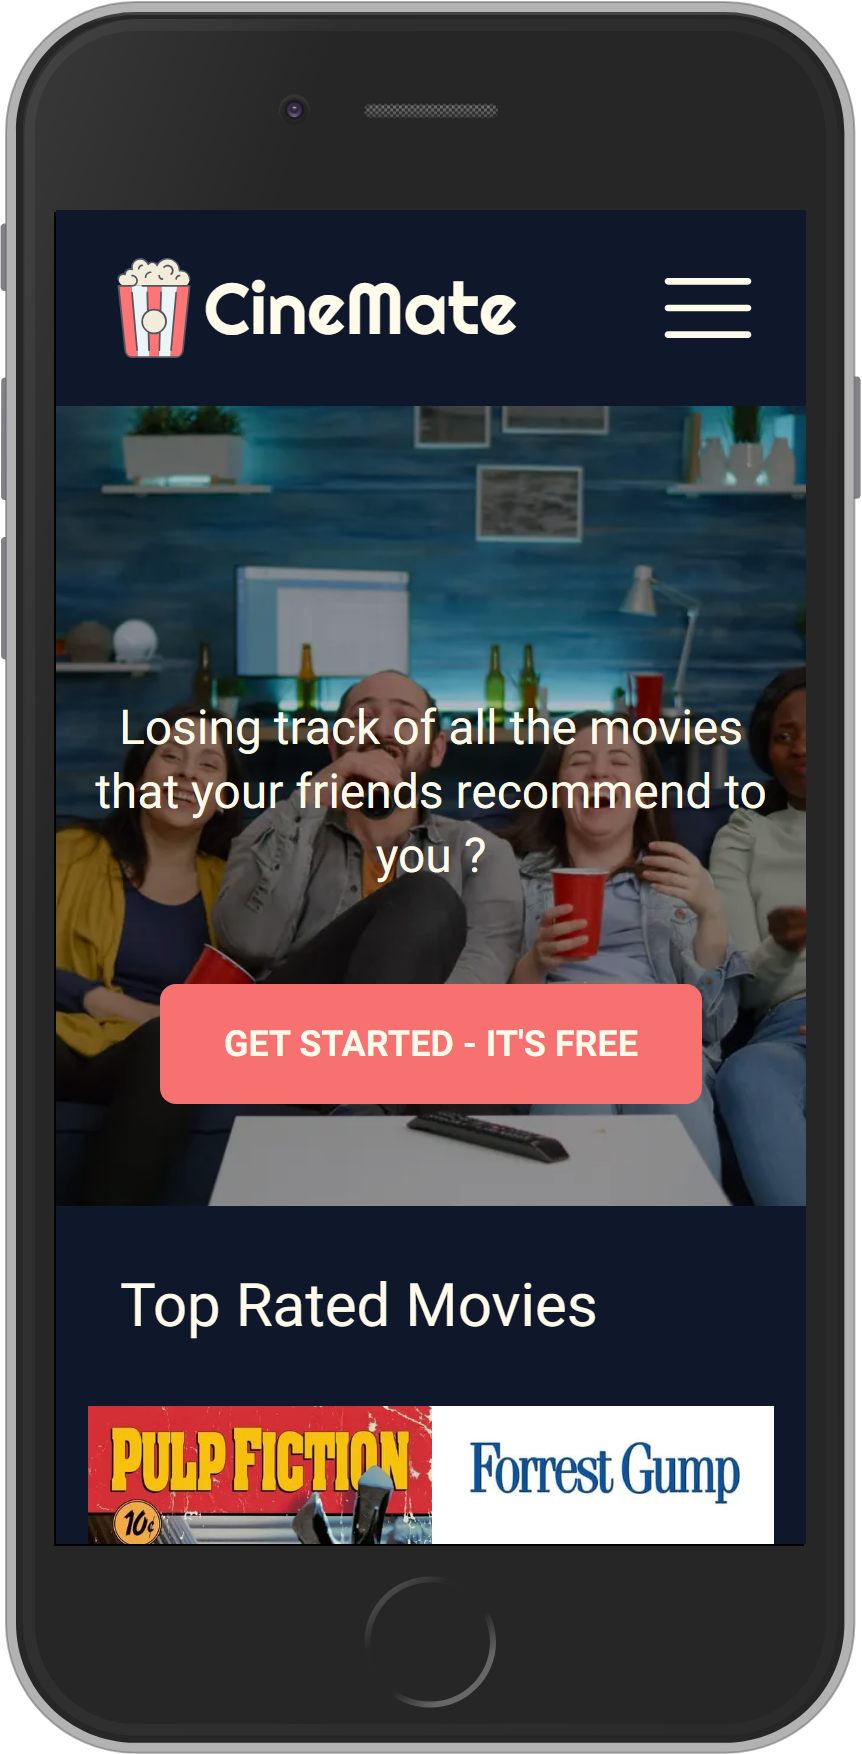 CineMate
Losing track of all the movies
that your friends recommend to
you ?
GET STARTED - IT'S FREE
Top Rated Movies
PULP FICTION
Forrest Gump
10¢